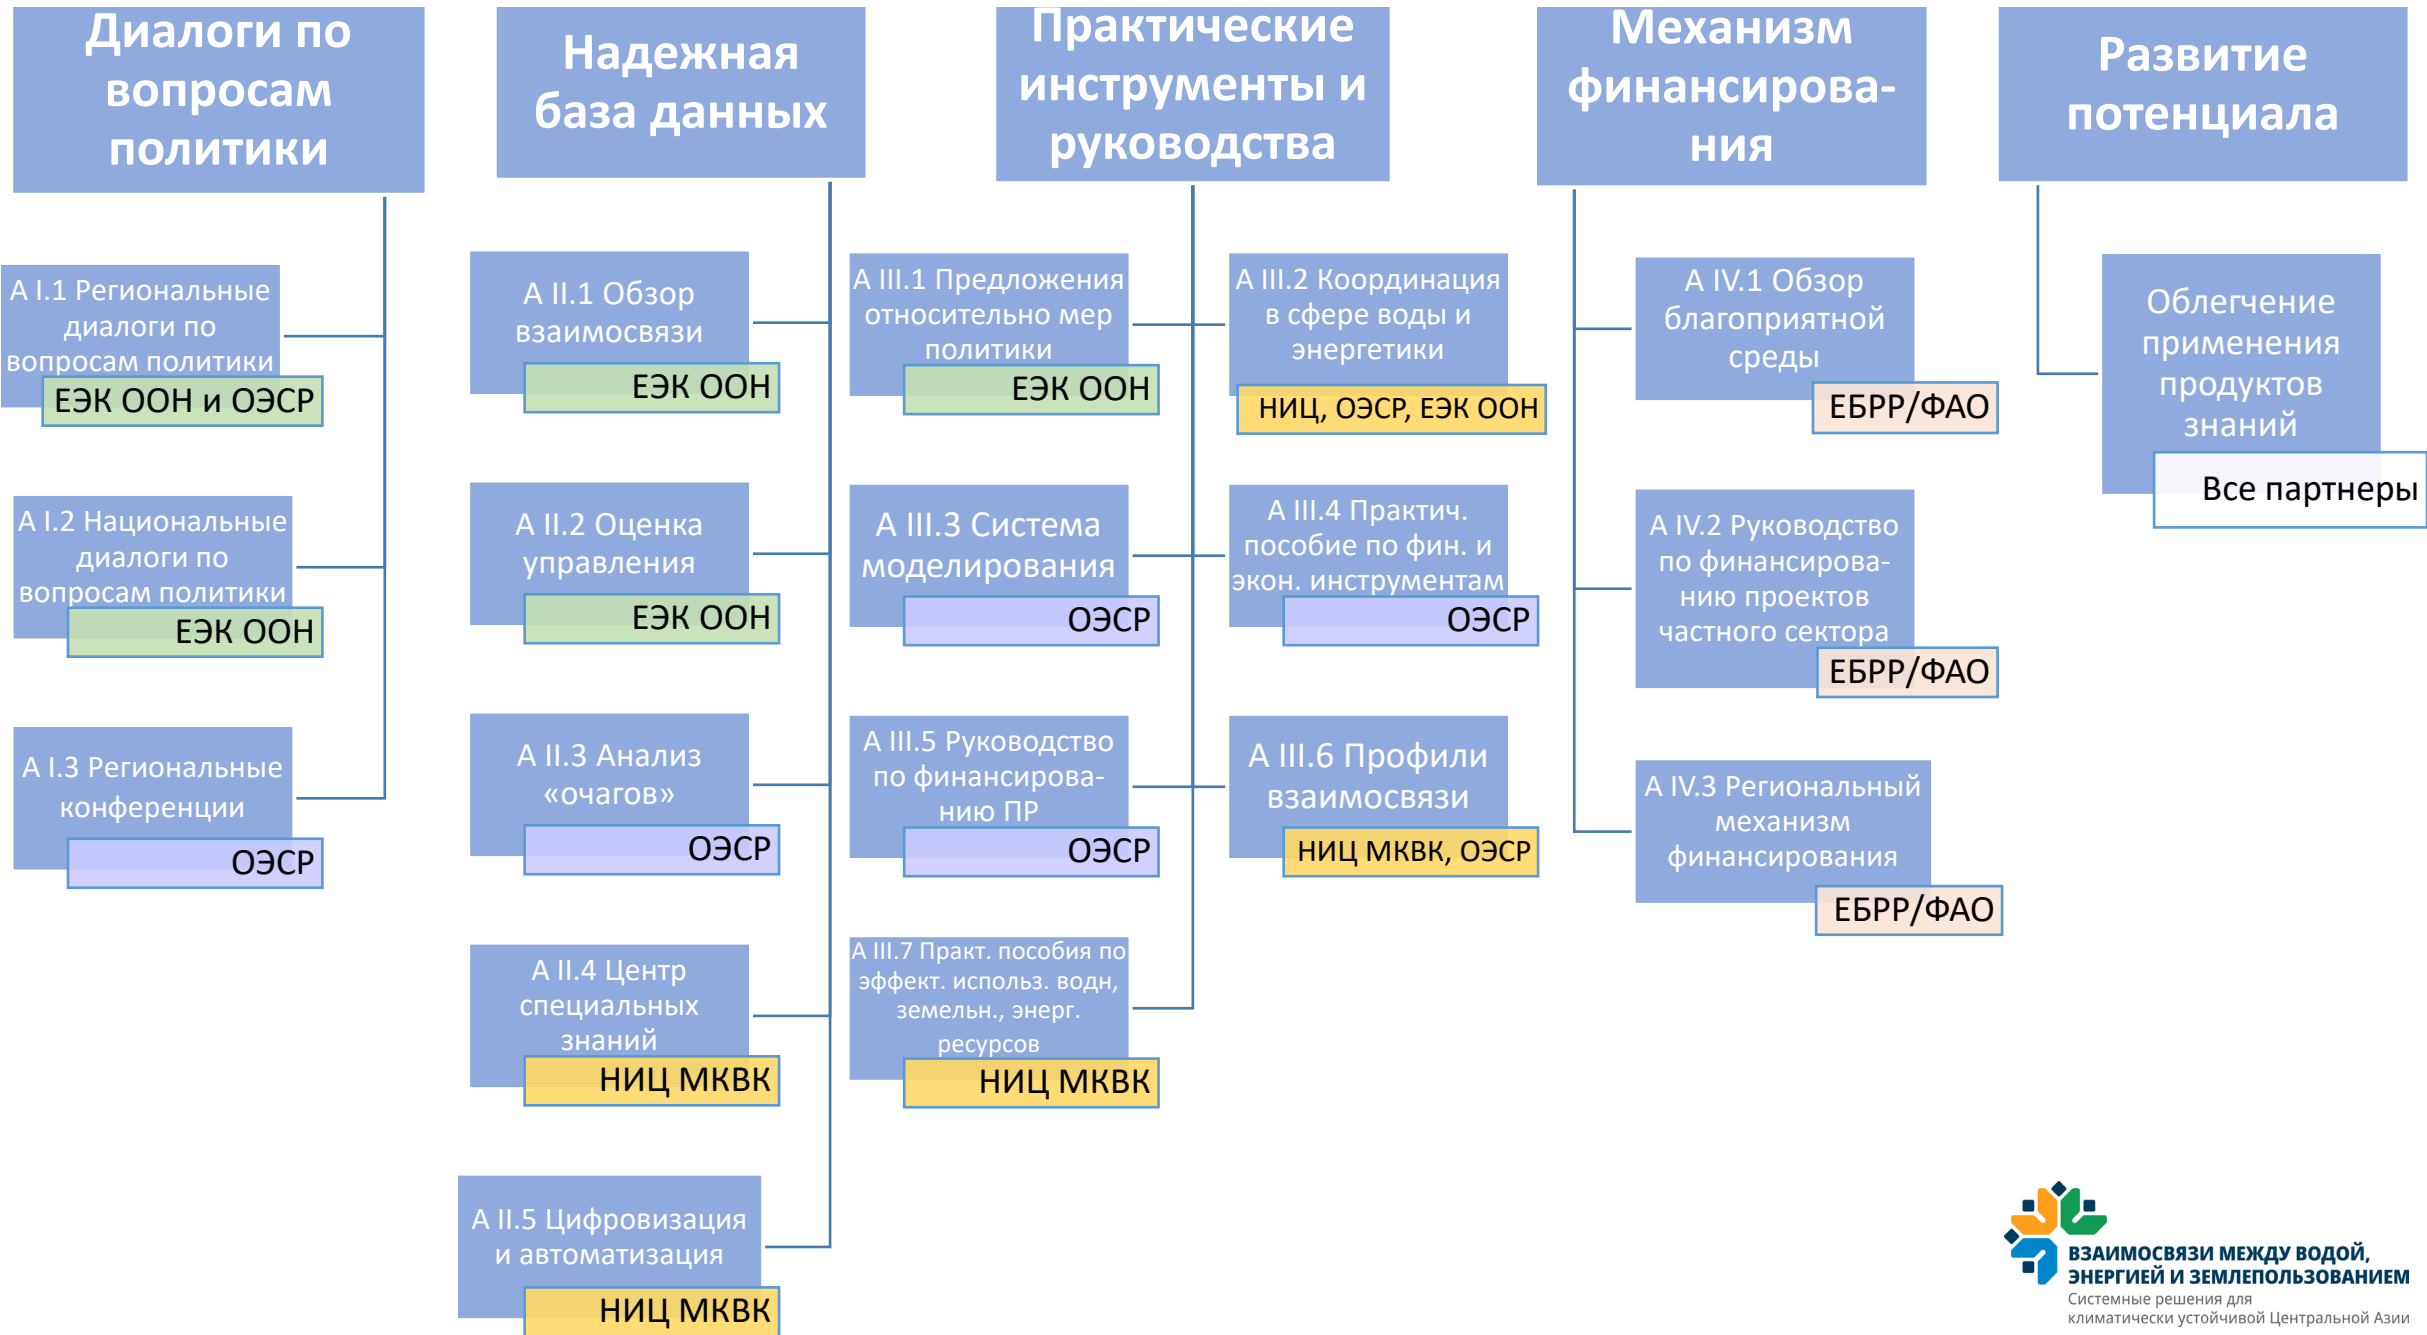 Диалоги по
вопросам
политики
А I.1 Региональные
диалоги по
вопросам политики
ЕЭК ООН и ОЭСР
А I.2 Национальные
диалоги по
вопросам политики
ЕЭК ООН
А I.3 Региональные
конференции
ОЭСР
Надежная
база данных
А II.1 Обзор
взаимосвязи
ЕЭК ООН
А II.2 Оценка
управления
ЕЭК ООН
А II.3 Анализ
«очагов»
ОЭСР
А II.4 Центр
специальных
знаний
НИЦ МКВК
А II.5 Цифровизация
и автоматизация
НИЦ МКВК
Практические
инструменты и
руководства
А III.1 Предложения
относительно мер
политики
ЕЭК ООН
А III.2 Координация
в сфере воды и
энергетики
НИЦ, ОЭСР, ЕЭК ООН
А III.3 Система
моделирования
ОЭСР
А III.4 Практич.
пособие по фин. и
экон. инструментам
ОЭСР
А III.5 Руководство
по финансирова-
нию ПР
ОЭСР
А III.6 Профили
взаимосвязи
НИЦ МКВК, ОЭСР
А III.7 Практ. пособия по
эффект. использ. водн,
земельн., энерг.
ресурсов
НИЦ МКВК
Механизм
финансирова-
ния
А IV.1 Обзор
благоприятной
среды
ЕБРР/ФАО
А IV.2 Руководство
по финансирова-
нию проектов
частного сектора
ЕБРР/ФАО
А IV.3 Региональный
механизм
финансирования
ЕБРР/ФАО
Развитие
потенциала
Облегчение
применения
продуктов
знаний
Все партнеры
ВЗАИМОСВЯЗИ МЕЖДУ ВОДОЙ,
ЭНЕРГИЕЙ И ЗЕМЛЕПОЛЬЗОВАНИЕМ
Системные решения для
климатически устойчивой Центральной Азии